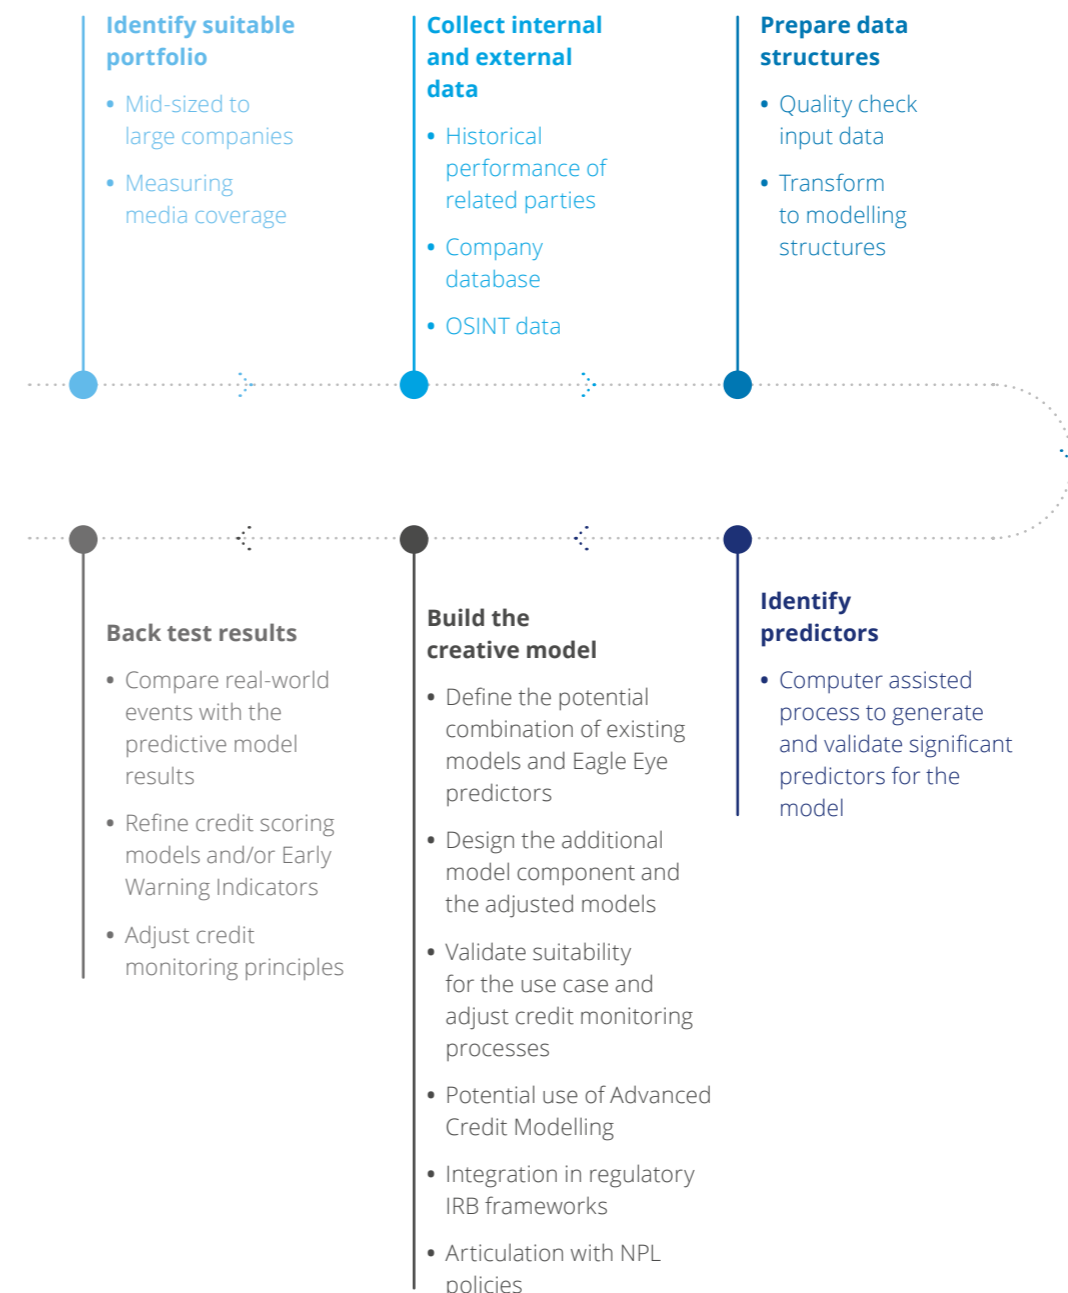 Identify suitable
portfolio
• Mid-sized to
large companies
• Measuring
media coverage
Collect internal
and external
data
• Historical
performance of
related parties
• Company
database
• OSINT data
Prepare data
structures
• Quality check
input data
• Transform
to modelling
structures
Identify
predictors
• Computer assisted
process to generate
and validate significant
predictors for the
model
Build the
creative model
• Define the potential
combination of existing
models and Eagle Eye
predictors
• Design the additional
model component and
the adjusted models
• Validate suitability
for the use case and
adjust credit monitoring
processes
• Potential use of Advanced
Credit Modelling
• Integration in regulatory
IRB frameworks
• Articulation with NPL
policies
Back test results
• Compare real-world
events with the
predictive model
results
• Refine credit scoring
models and/or Early
Warning Indicators
• Adjust credit
monitoring principles